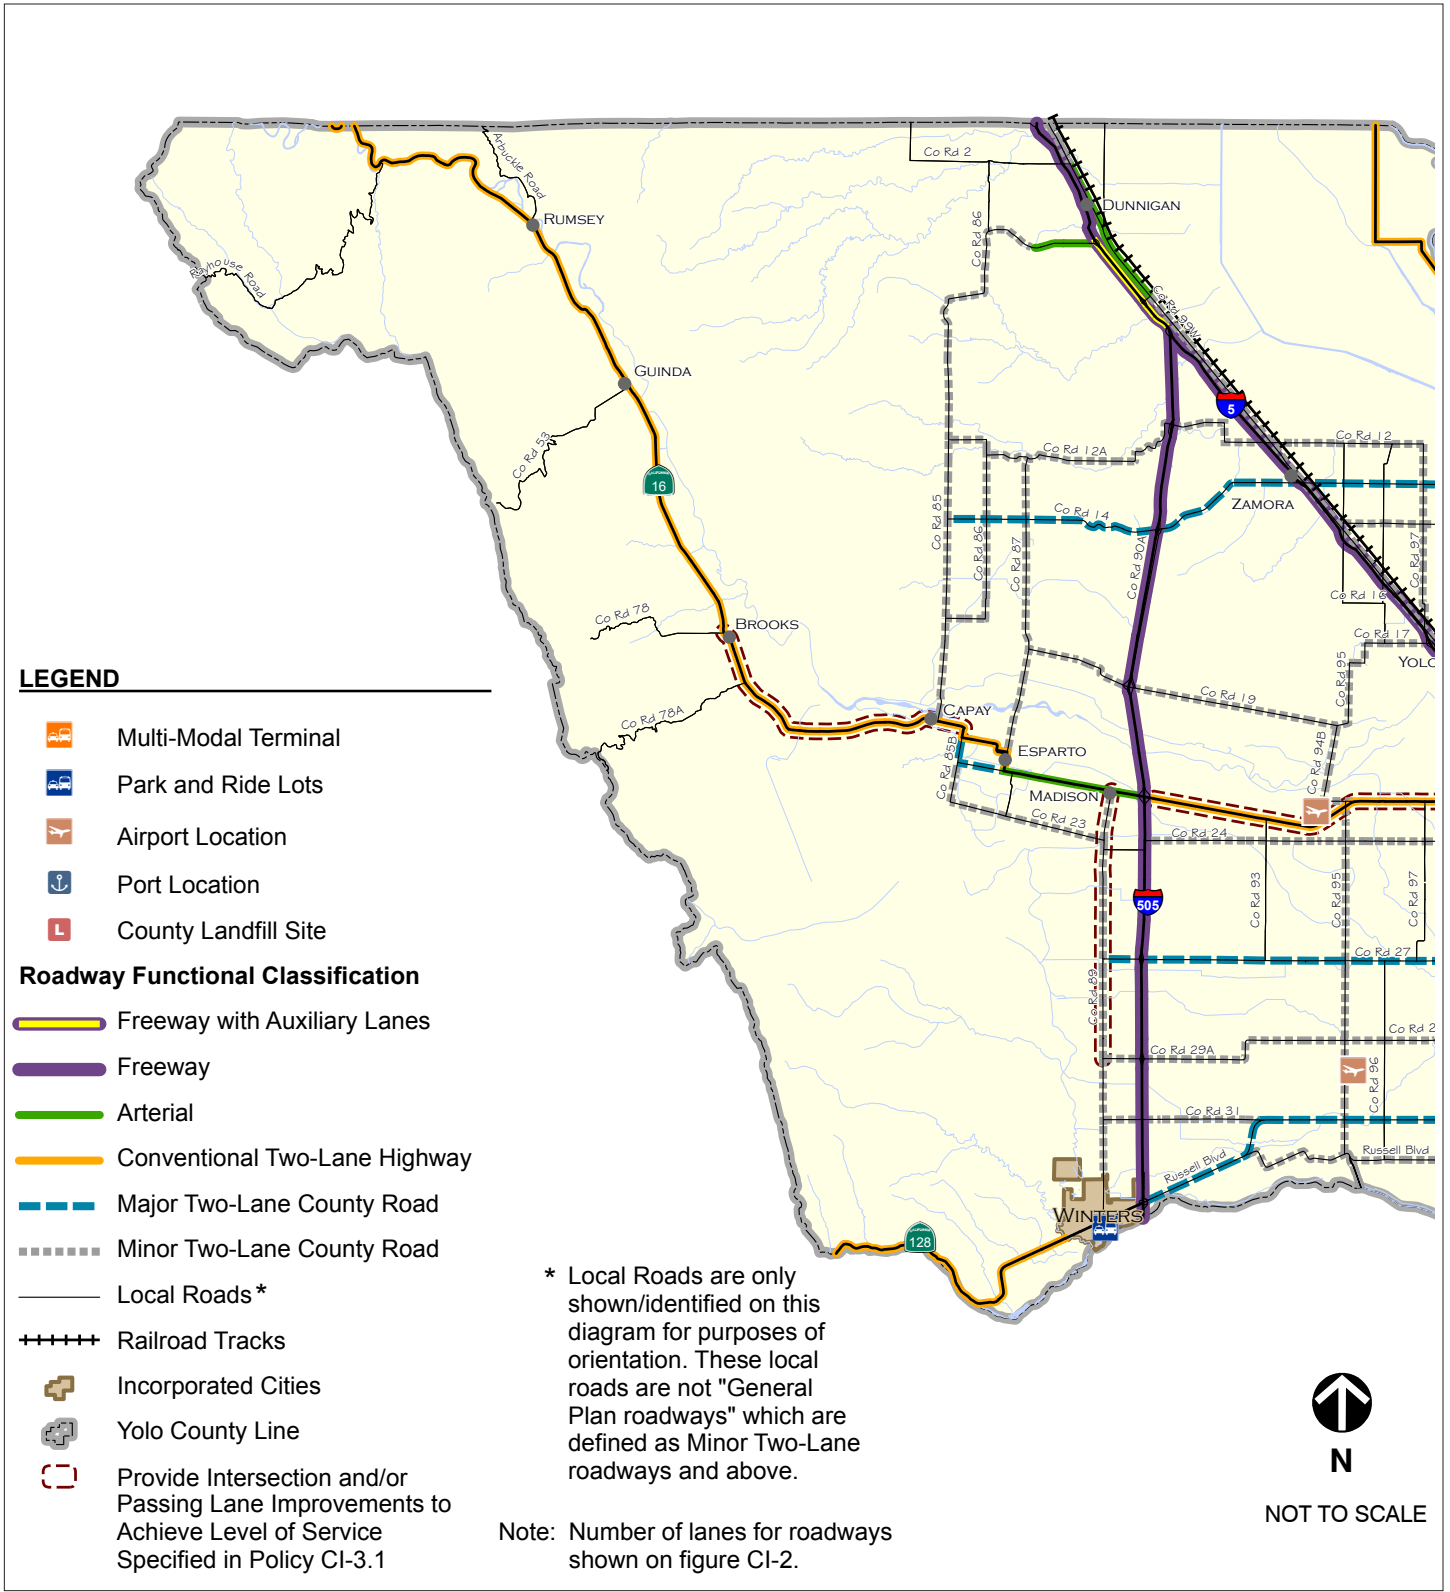 Co Rd 2
Arbuckle Road
DUNNIGAN
RUMSEY
Co Rd 86
Rayhouse Road
Co Rd 99W
GUINDA
5
Co Rd 53
Co Rd 12A
Co Rd 12
CALIFORNIA
16
ZAMORA
Co Rd 14
Co Rd 85
Co Rd 86
Co Rd 87
Co Rd 90A
Co Rd 97
Co Rd 16
Co Rd 78
BROOKS
Co Rd 17
YOLO
Co Rd 95
Co Rd 19
Co Rd 78A
CAPAY
Co Rd 85B
ESPARTO
Co Rd 94B
MADISON
Co Rd 23
Co Rd 24
505
Co Rd 93
Co Rd 95
Co Rd 97
Co Rd 27
Co Rd 89
Co Rd 2
Co Rd 29A
Co Rd 96
Co Rd 31
Russell Blvd
Russell Blvd
WINTERS
CALIFORNIA
128
LEGEND
Multi-Modal Terminal
Park and Ride Lots
Airport Location
Port Location
L
County Landfill Site
Roadway Functional Classification
Freeway with Auxiliary Lanes
Freeway
Arterial
Conventional Two-Lane Highway
Major Two-Lane County Road
Minor Two-Lane County Road
Local Roads *
Railroad Tracks
Incorporated Cities
Yolo County Line
Provide Intersection and/or
Passing Lane Improvements to
Achieve Level of Service
Specified in Policy CI-3.1
* Local Roads are only
shown/identified on this
diagram for purposes of
orientation. These local
roads are not "General
Plan roadways" which are
defined as Minor Two-Lane
roadways and above.
Note: Number of lanes for roadways
shown on figure CI-2.
N
NOT TO SCALE